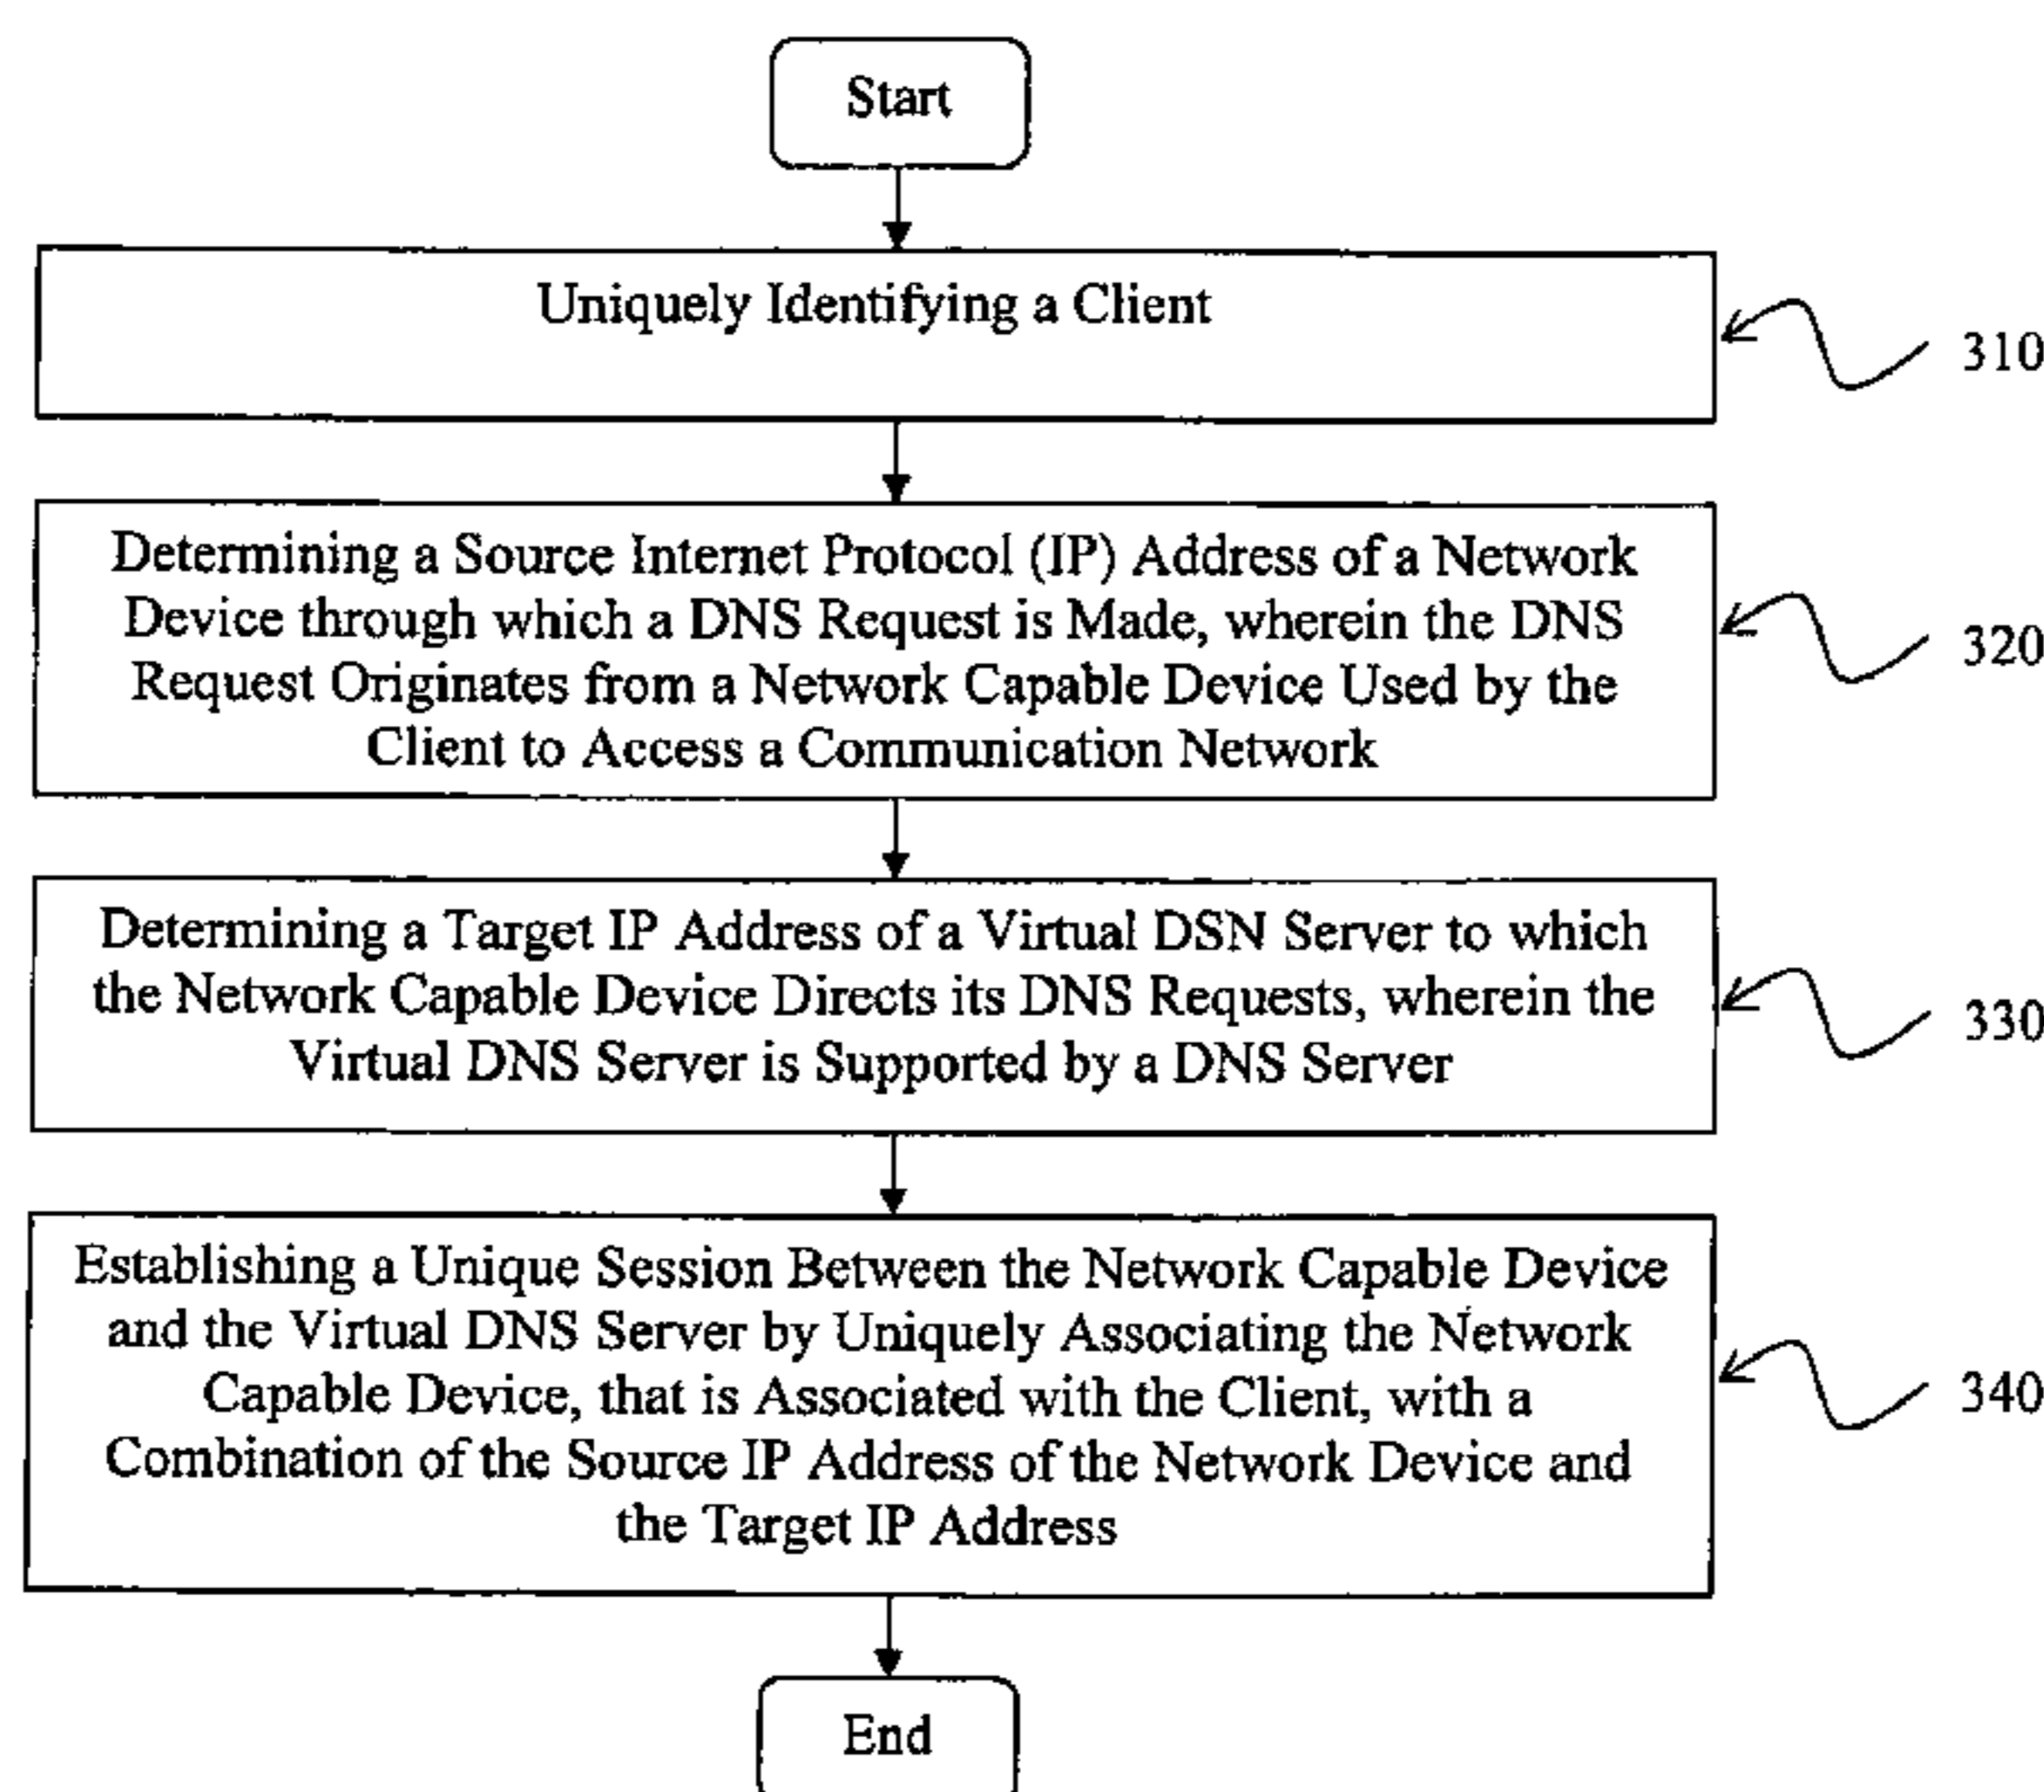 Start
Uniquely Identifying a Client
310
Determining a Source Internet Protocol (IP) Address of a Network
Device through which a DNS Request is Made, wherein the DNS
Request Originates from a Network Capable Device Used by the
Client to Access a Communication Network
320
Determining a Target IP Address of a Virtual DSN Server to which
the Network Capable Device Directs its DNS Requests, wherein the
Virtual DNS Server is Supported by a DNS Server
330
Establishing a Unique Session Between the Network Capable Device
and the Virtual DNS Server by Uniquely Associating the Network
Capable Device, that is Associated with the Client, with a
Combination of the Source IP Address of the Network Device and
the Target IP Address
340
End